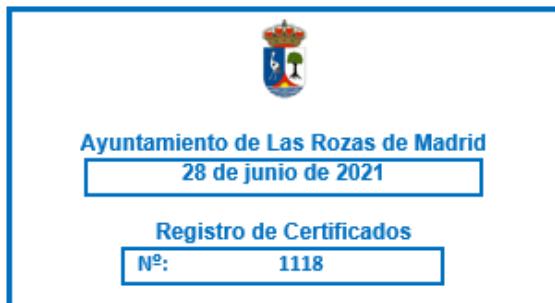 Ayuntamiento de Las Rozas de Madrid
28 de junio de 2021
Registro de Certificados
Nº: 1118